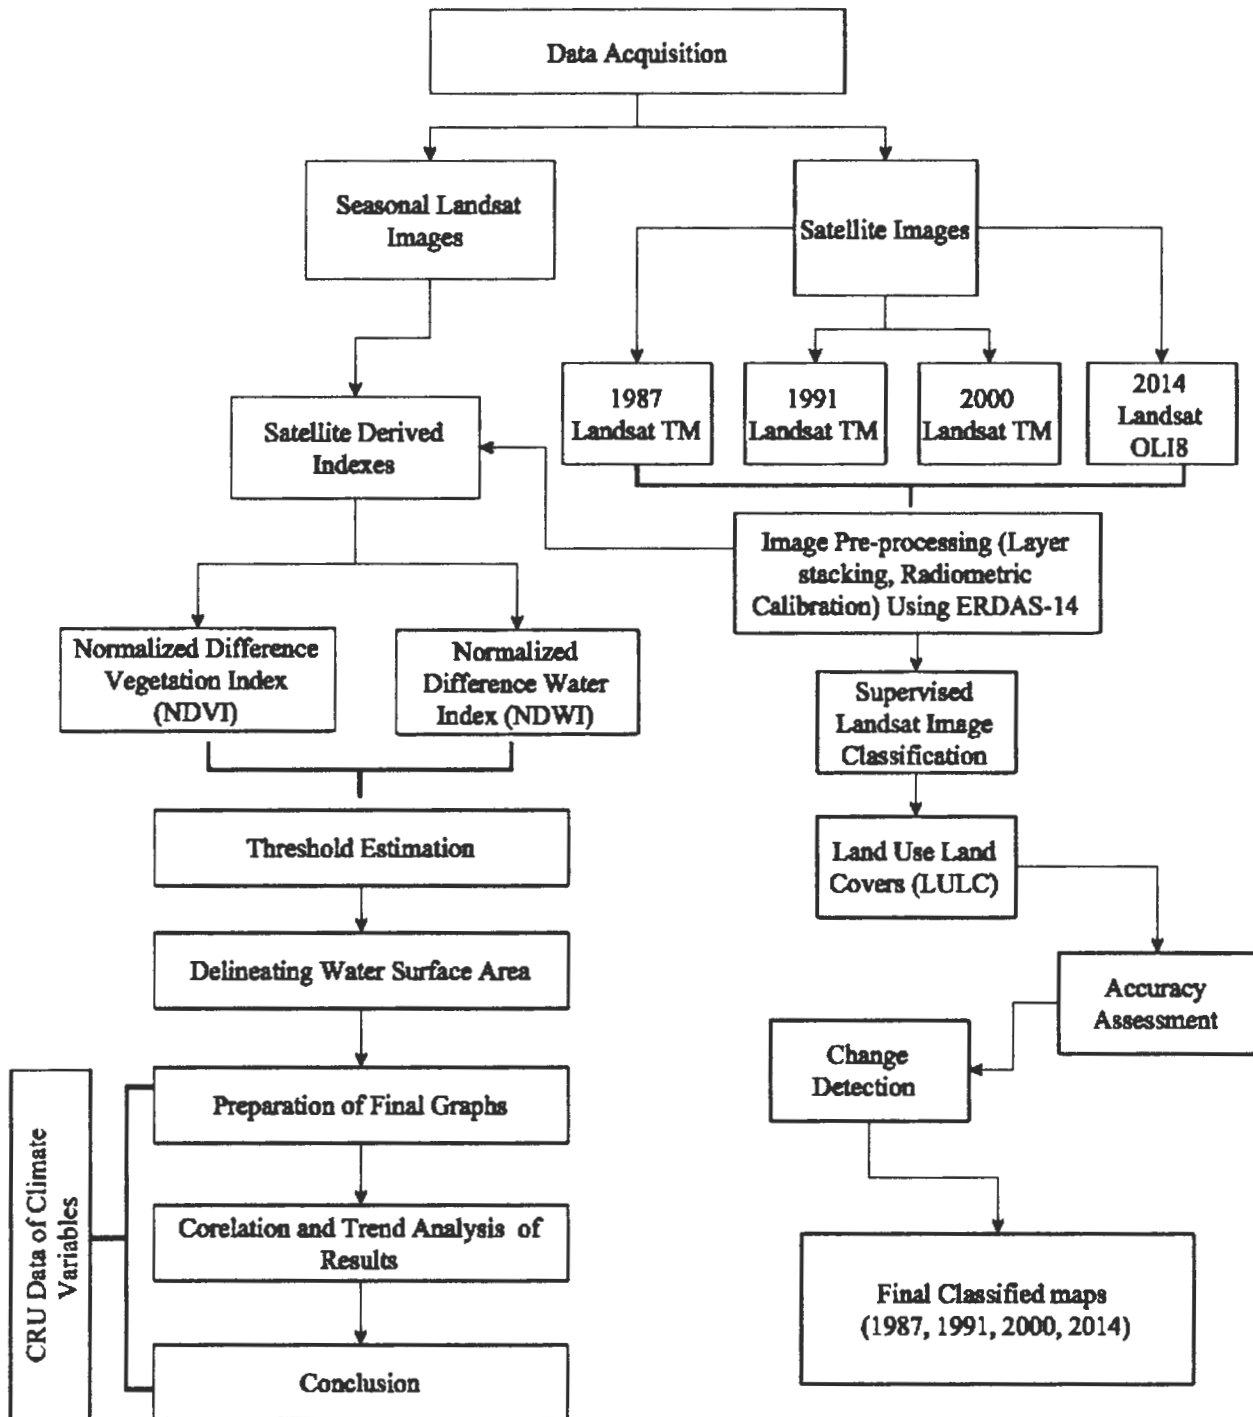 Data Acquisition
Seasonal Landsat
Images
Satellite Images
1987
Landsat TM
1991
Landsat TM
2000
Landsat TM
2014
Landsat
OLI8
Satellite Derived
Indexes
Image Pre-processing (Layer
stacking, Radiometric
Calibration) Using ERDAS-14
Normalized Difference
Vegetation Index
(NDVI)
Normalized
Difference Water
Index (NDWI)
Supervised
Landsat Image
Classification
Threshold Estimation
Land Use Land
Covers (LULC)
Delineating Water Surface Area
Accuracy
Assessment
Change
Detection
Preparation of Final Graphs
CRU Data of Climate
Variables
Corelation and Trend Analysis of
Results
Final Classified maps
(1987, 1991, 2000, 2014)
Conclusion